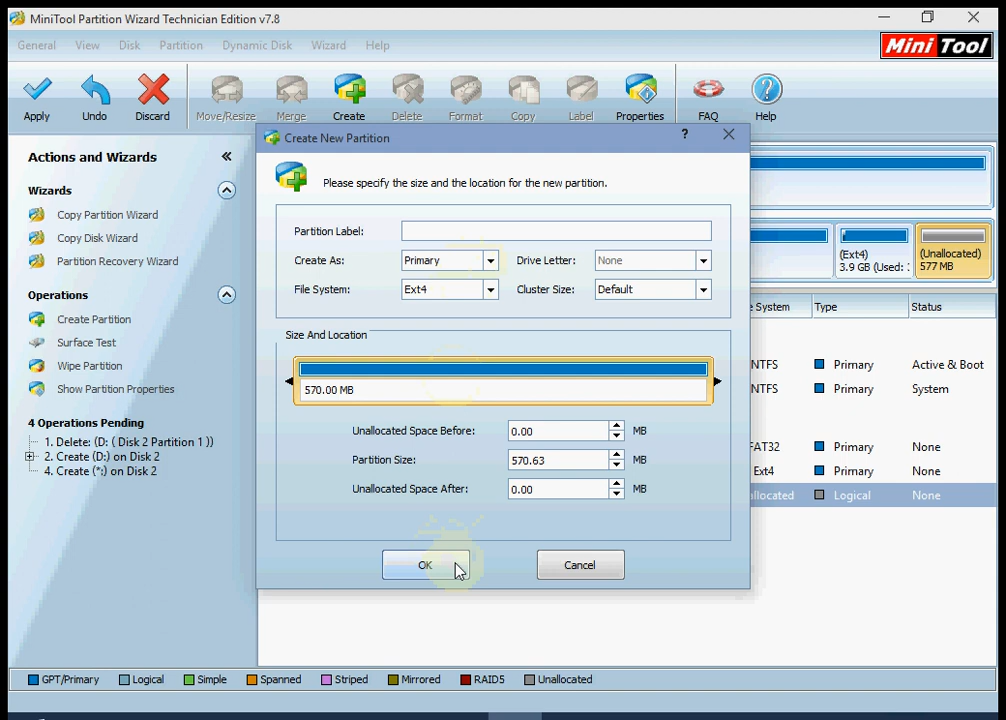 MiniTool Partition Wizard Technician Edition v7.8
General View Disk Partition Dynamic Disk Wizard Help
Mini Tool
Apply Undo Discard Move/Resize Merge Create Delete Format Copy Label Properties FAQ Help
Create New Partition ?
Please specify the size and the location for the new partition.
Partition Label:
Create As: Primary Drive Letter: None
File System: Ext4 Cluster Size: Default
Size And Location
570.00 MB
Unallocated Space Before: 0.00 MB
Partition Size: 570.63 MB
Unallocated Space After: 0.00 MB
OK Cancel
Actions and Wizards
Wizards
Copy Partition Wizard
Copy Disk Wizard
Partition Recovery Wizard
Operations
Create Partition
Surface Test
Wipe Partition
Show Partition Properties
4 Operations Pending
1. Delete: (D: ( Disk 2 Partition 1 ))
2. Create (D:) on Disk 2
4. Create (*:) on Disk 2
(Ext4)
3.9 GB (Used: :
(Unallocated)
577 MB
e System Type Status
NTFS Primary Active & Boot
NTFS Primary System
FAT32 Primary None
Ext4 Primary None
allocated Logical None
GPT/Primary Logical Simple Spanned Striped Mirrored RAID5 Unallocated